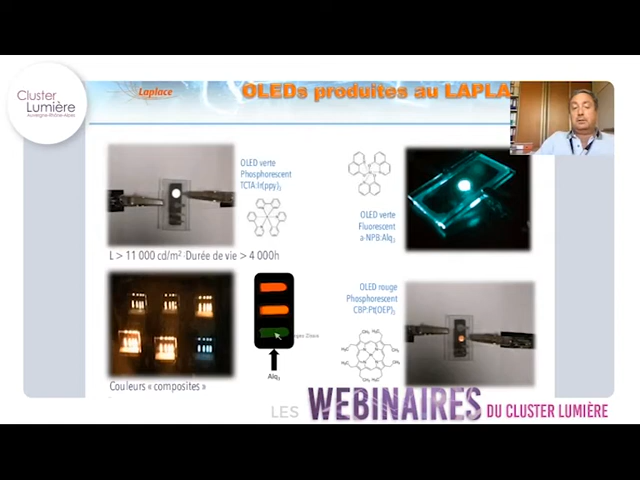 Cluster
Lumière
Auvergne-Rhône-Alpes
Laplace
OLEDs produites au LAPLA
OLED verte
Phosphorescent
TCTA:Ir(ppy)3
L > 11 000 cd/m² Durée de vie > 4 000h
OLED verte
Fluorescent
a-NPB:Alq3
Couleurs « composites »
Alq3
OLED rouge
Phosphorescent
CBP:Pt(OEP)3
LES WEBINAIRES DU CLUSTER LUMIÈRE